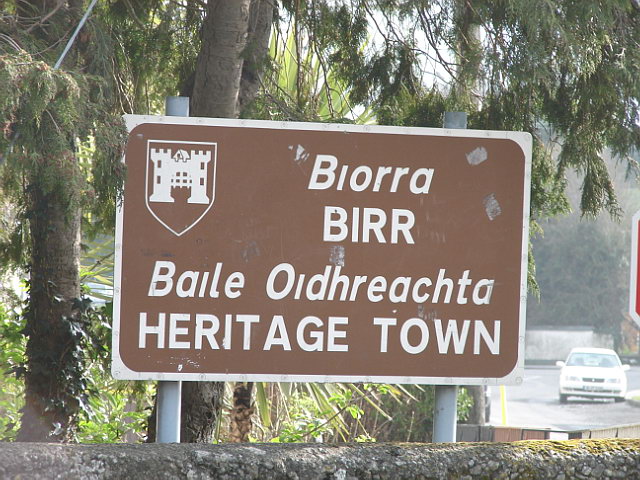 Biorra
BIRR
Baile Oidhreachta
HERITAGE TOWN